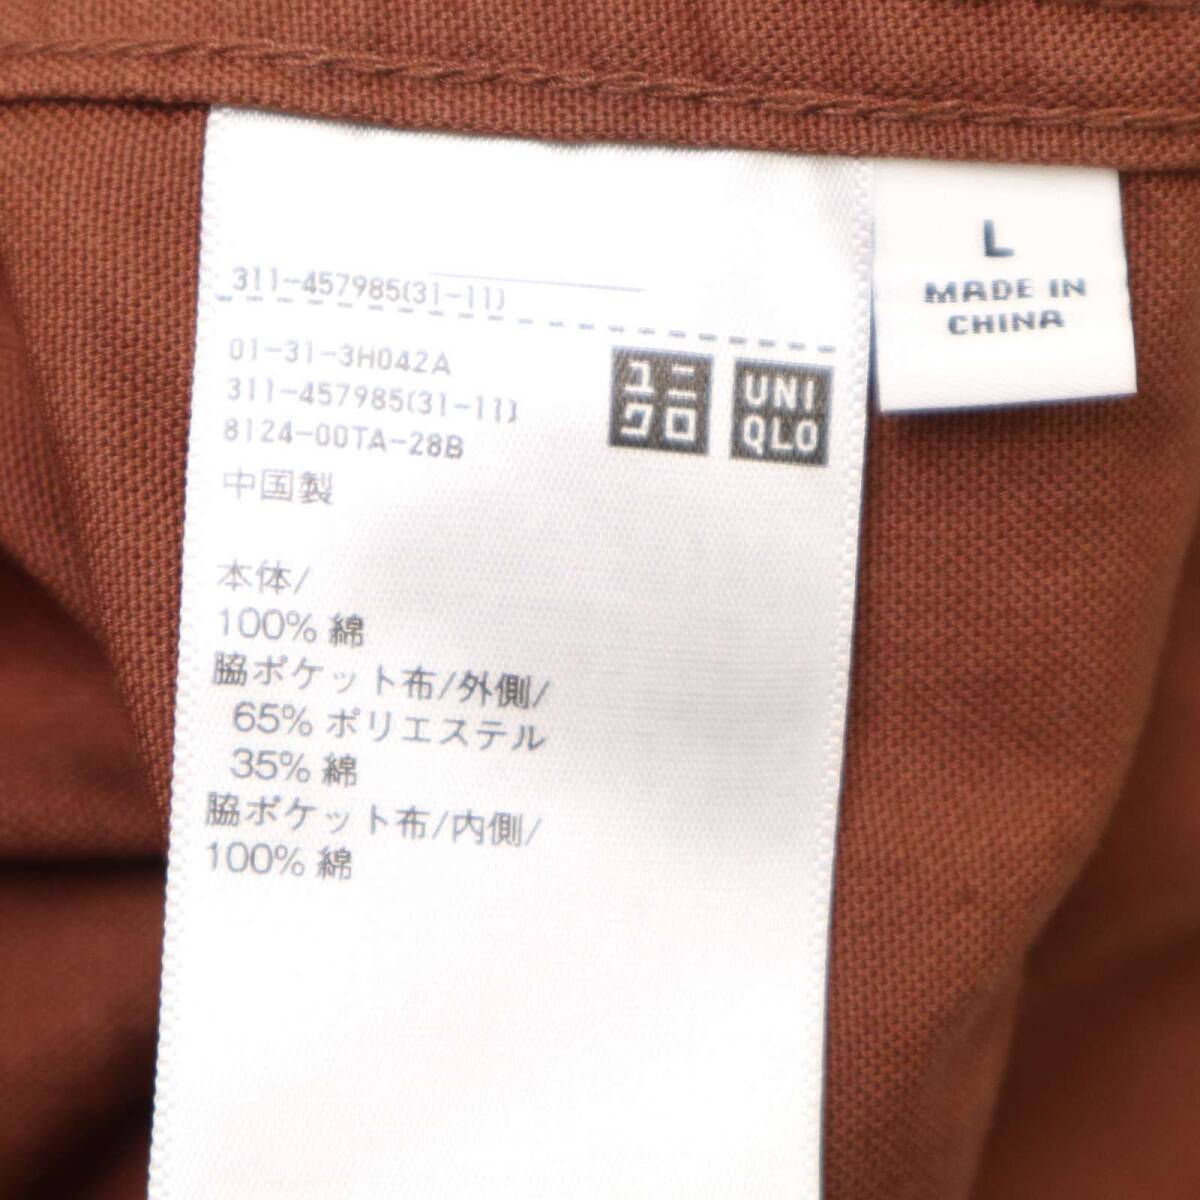 311-457985(31-11)
01-31-3H042A
311-457985(31-11)
8124-00TA-28B
中国製
ユニ
クロ
UNI
QLO
L
MADE IN
CHINA
本体/
100% 綿
脇ポケット布/外側/
65% ポリエステル
35% 綿
脇ポケット布/内側/
100% 綿